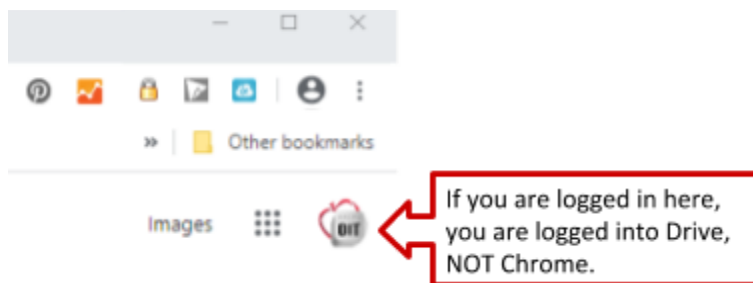 Other bookmarks
Images
OIT
If you are logged in here,
you are logged into Drive,
NOT Chrome.